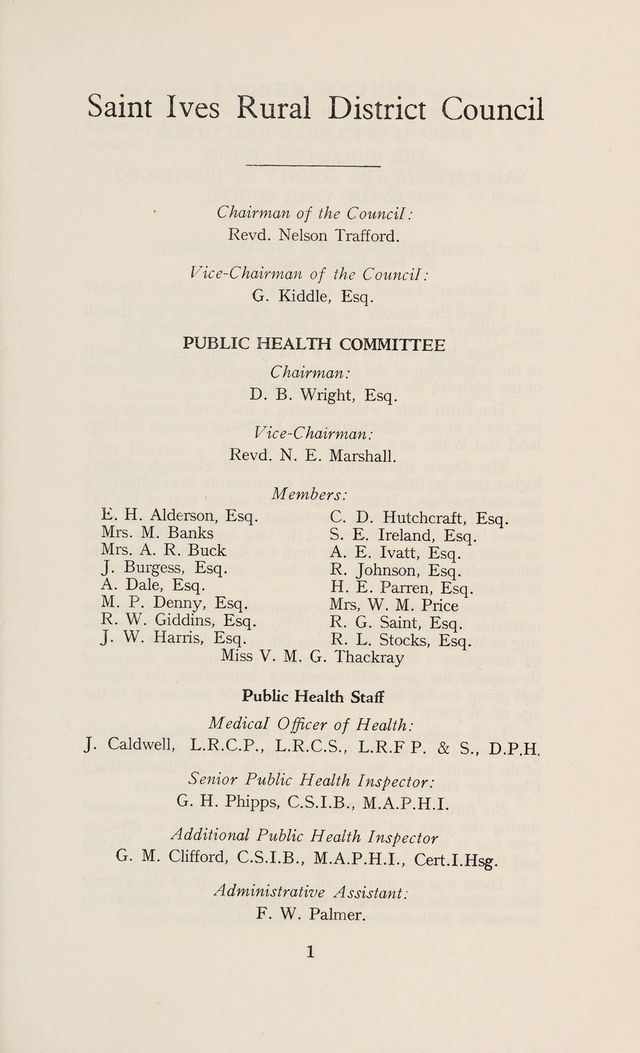 Saint Ives Rural District Council
Chairman of the Council:
Revd. Nelson Trafford.
Vice-Chairman of the Council:
G. Kiddle, Esq.
PUBLIC HEALTH COMMITTEE
Chairman:
D. B. Wright, Esq.
Vice-Chairman:
Revd. N. E. Marshall.
Members:
E. H. Alderson, Esq.
Mrs. M. Banks
Mrs. A. R. Buck
J. Burgess, Esq.
A. Dale, Esq.
M. P. Denny, Esq.
R. W. Giddins, Esq.
J. W. Harris, Esq.
C. D. Hutchcraft, Esq.
S. E. Ireland, Esq.
A. E. Ivatt, Esq.
R. Johnson, Esq.
H. E. Parren, Esq.
Mrs, W. M. Price
R. G. Saint, Esq.
R. L. Stocks, Esq.
Miss V. M. G. Thackray
Public Health Staff
Medical Officer of Health:
J. Caldwell, L.R.C.P., L.R.C.S., L.R.F P. & S., D.P.H.
Senior Public Health Inspector:
G. H. Phipps, C.S.I.B., M.A.P.H.I.
Additional Public Health Inspector
G. M. Clifford, C.S.I.B., M.A.P.H.I., Cert.I.Hsg.
Administrative Assistant:
F. W. Palmer.
1